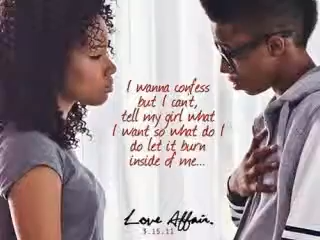 I wanna confess
but I can't,
tell my girl what
I want so what do I
do let it burn
inside of me...
Love Affair.
3.15.11